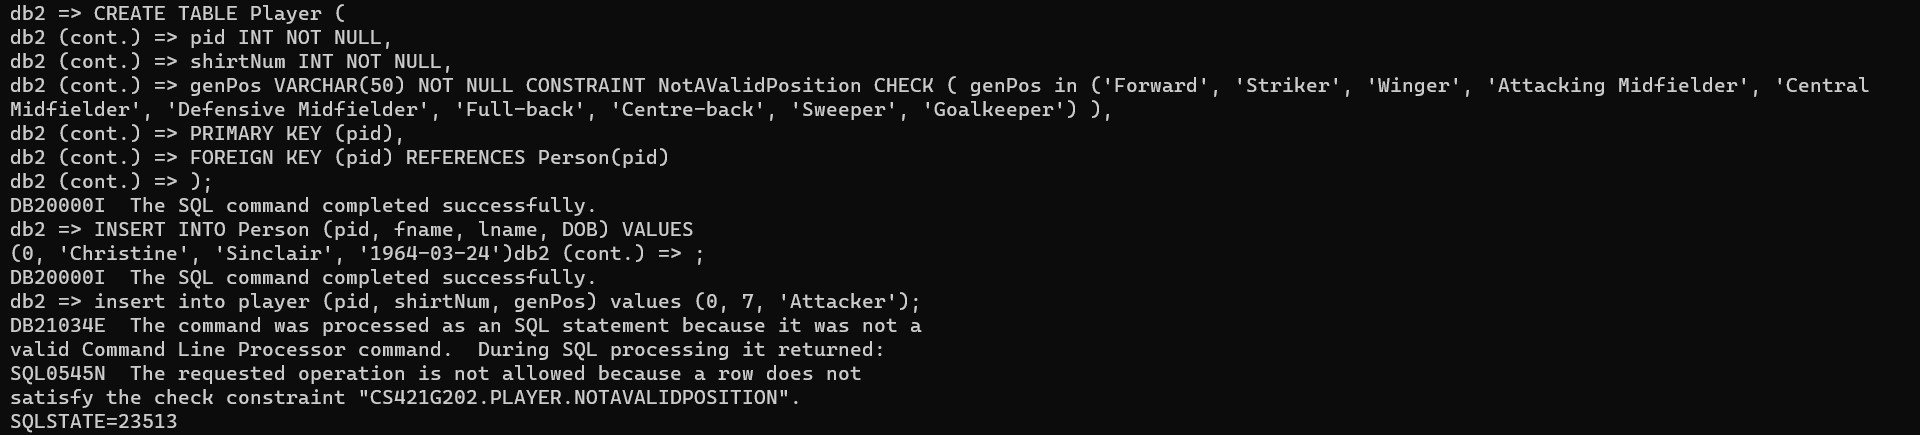 db2 => CREATE TABLE Player (
db2 (cont.) => pid INT NOT NULL,
db2 (cont.) => shirtNum INT NOT NULL,
db2 (cont.) => genPos VARCHAR(50) NOT NULL CONSTRAINT NotAValidPosition CHECK ( genPos in ('Forward', 'Striker', 'Winger', 'Attacking Midfielder', 'Central
Midfielder', 'Defensive Midfielder', 'Full-back', 'Centre-back', 'Sweeper', 'Goalkeeper') ),
db2 (cont.) => PRIMARY KEY (pid),
db2 (cont.) => FOREIGN KEY (pid) REFERENCES Person(pid)
db2 (cont.) => );
DB20000I  The SQL command completed successfully.
db2 => INSERT INTO Person (pid, fname, lname, DOB) VALUES
(0, 'Christine', 'Sinclair', '1964-03-24')db2 (cont.) => ;
DB20000I  The SQL command completed successfully.
db2 => insert into player (pid, shirtNum, genPos) values (0, 7, 'Attacker');
DB21034E  The command was processed as an SQL statement because it was not a
valid Command Line Processor command.  During SQL processing it returned:
SQL0545N  The requested operation is not allowed because a row does not
satisfy the check constraint "CS421G202.PLAYER.NOTAVALIDPOSITION".
SQLSTATE=23513